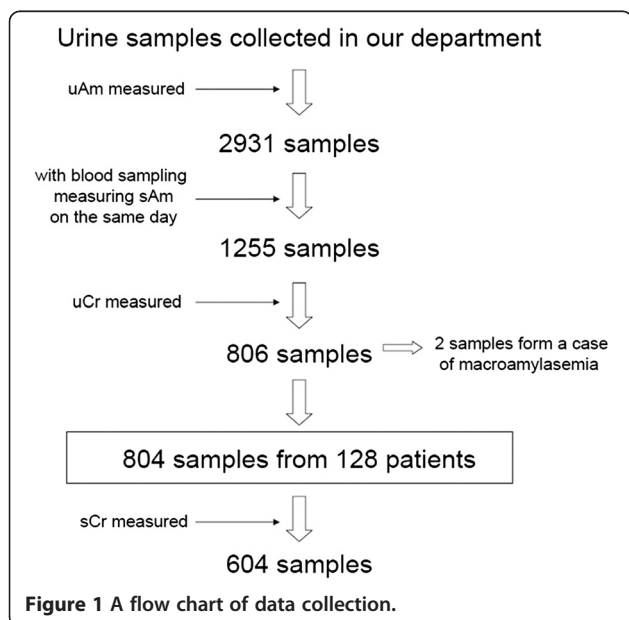 Urine samples collected in our department
uAm measured
2931 samples
with blood sampling
measuring sAm
on the same day
1255 samples
uCr measured
806 samples
2 samples form a case
of macroamylasemia
804 samples from 128 patients
sCr measured
604 samples
Figure 1 A flow chart of data collection.